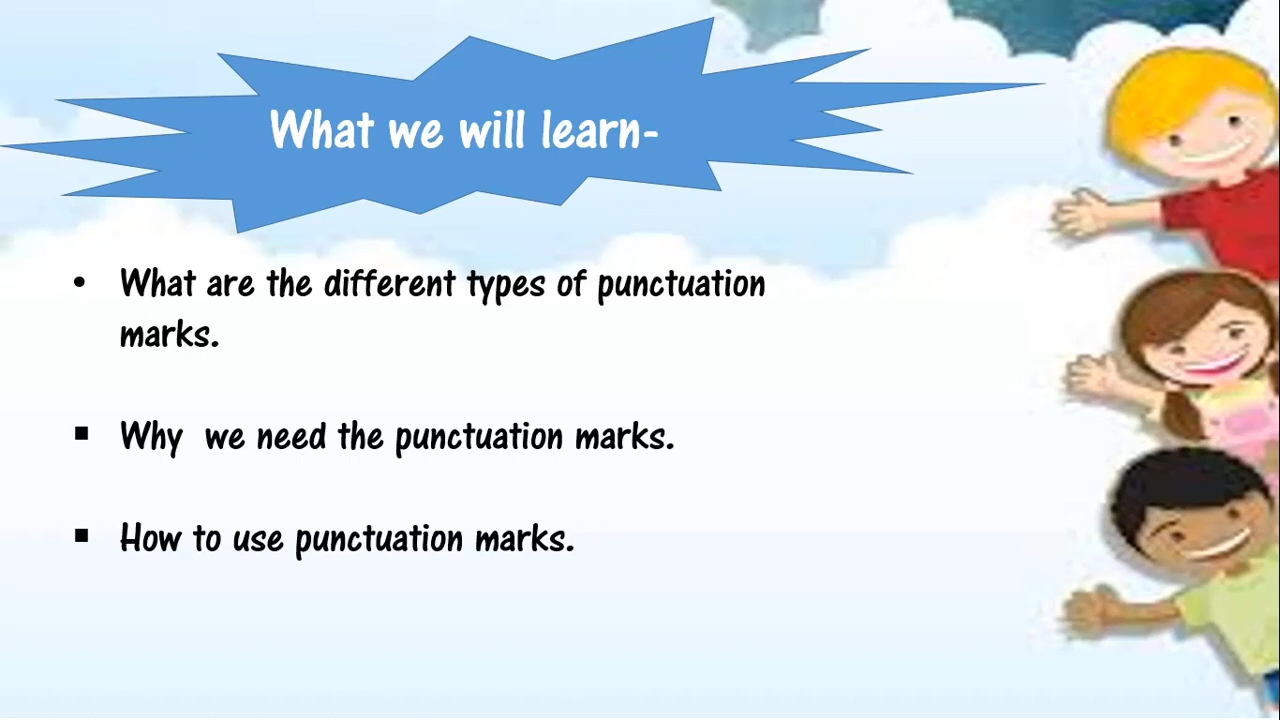 What we will learn-
• What are the different types of punctuation
marks.
▪ Why  we need the punctuation marks.
▪ How to use punctuation marks.